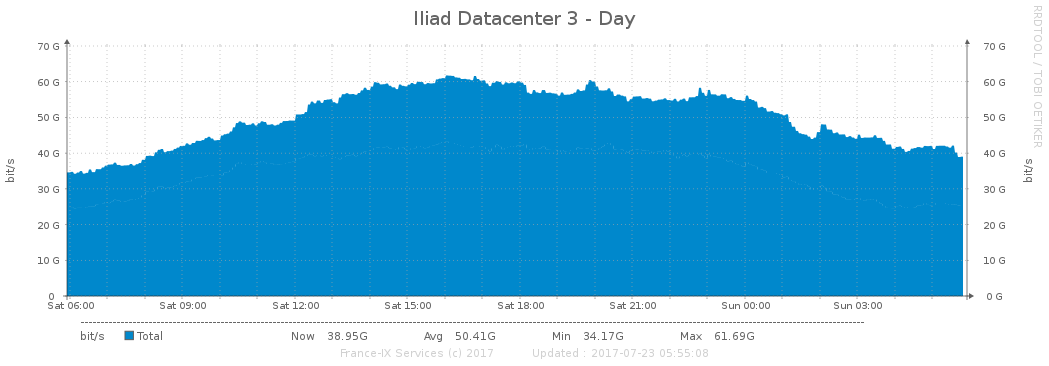 Iliad Datacenter 3 - Day
RRDTOOL / TOBI OETIKER
bit/s
70 G
60 G
50 G
40 G
30 G
20 G
10 G
0
70 G
60 G
50 G
40 G
30 G
20 G
10 G
0 G
bit/s
Sat 06:00 Sat 09:00 Sat 12:00 Sat 15:00 Sat 18:00 Sat 21:00 Sun 00:00 Sun 03:00
bit/s Total Now 38.95G Avg 50.41G Min 34.17G Max 61.69G
France-IX Services (c) 2017 Updated : 2017-07-23 05:55:08